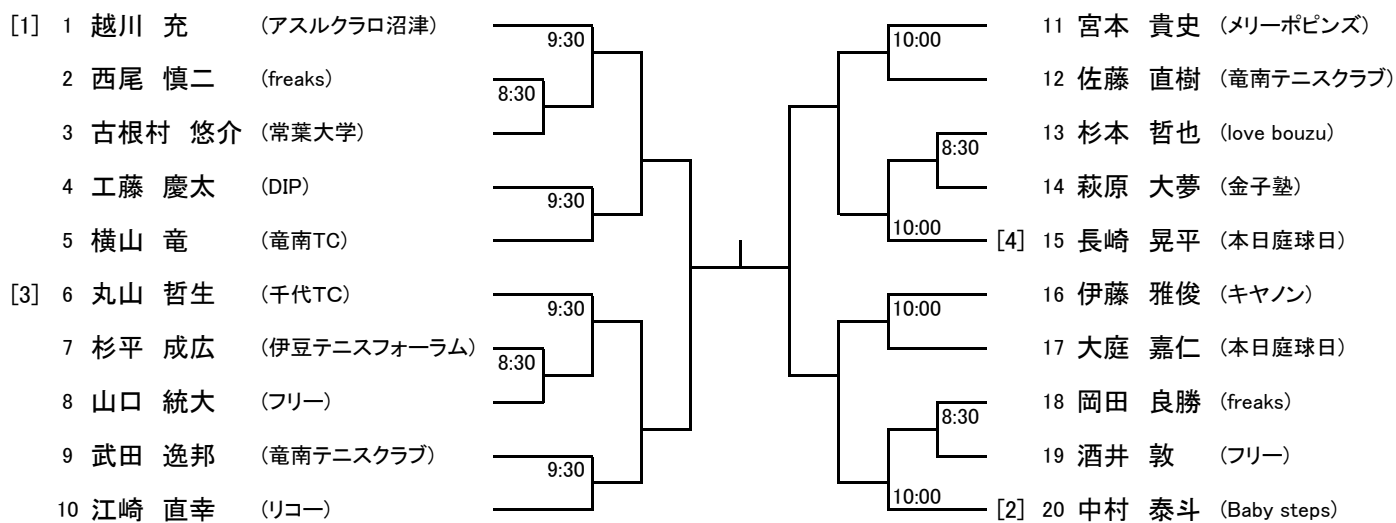 [1] 1 越川 充 (アスルクラロ沼津)
9:30
2 西尾 慎二 (freaks)
8:30
3 古根村 悠介 (常葉大学)
4 工藤 慶太 (DIP)
9:30
5 横山 竜 (竜南TC)
[3] 6 丸山 哲生 (千代TC)
9:30
7 杉平 成広 (伊豆テニスフォーラム)
8:30
8 山口 統大 (フリー)
9 武田 逸邦 (竜南テニスクラブ)
9:30
10 江崎 直幸 (リコー)
11 宮本 貴史 (メリーポピンズ)
10:00
12 佐藤 直樹 (竜南テニスクラブ)
13 杉本 哲也 (love bouzu)
8:30
14 萩原 大夢 (金子塾)
10:00
[4] 15 長崎 晃平 (本日庭球日)
16 伊藤 雅俊 (キヤノン)
10:00
17 大庭 嘉仁 (本日庭球日)
18 岡田 良勝 (freaks)
8:30
19 酒井 敦 (フリー)
10:00
[2] 20 中村 泰斗 (Baby steps)